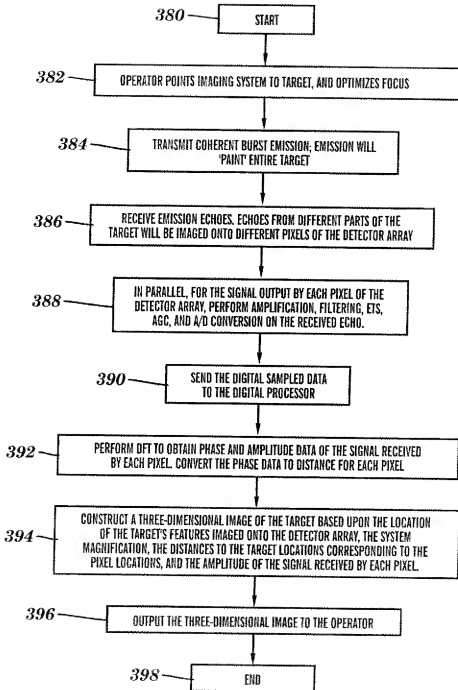 380
START
382
OPERATOR POINTS IMAGING SYSTEM TO TARGET, AND OPTIMIZES FOCUS
384
TRANSMIT COHERENT BURST EMISSION; EMISSION WILL
'PAINT' ENTIRE TARGET
386
RECEIVE EMISSION ECHOES. ECHOES FROM DIFFERENT PARTS OF THE
TARGET WILL BE IMAGED ONTO DIFFERENT PIXELS OF THE DETECTOR ARRAY
388
IN PARALLEL, FOR THE SIGNAL OUTPUT BY EACH PIXEL OF THE
DETECTOR ARRAY, PERFORM AMPLIFICATION, FILTERING, ETS,
AGC, AND A/D CONVERSION ON THE RECEIVED ECHO.
390
SEND THE DIGITAL SAMPLED DATA
TO THE DIGITAL PROCESSOR
392
PERFORM DFT TO OBTAIN PHASE AND AMPLITUDE DATA OF THE SIGNAL RECEIVED
BY EACH PIXEL. CONVERT THE PHASE DATA TO DISTANCE FOR EACH PIXEL
394
CONSTRUCT A THREE-DIMENSIONAL IMAGE OF THE TARGET BASED UPON THE LOCATION
OF THE TARGET'S FEATURES IMAGED ONTO THE DETECTOR ARRAY, THE SYSTEM
MAGNIFICATION, THE DISTANCES TO THE TARGET LOCATIONS CORRESPONDING TO THE
PIXEL LOCATIONS, AND THE AMPLITUDE OF THE SIGNAL RECEIVED BY EACH PIXEL.
396
OUTPUT THE THREE-DIMENSIONAL IMAGE TO THE OPERATOR
398
END